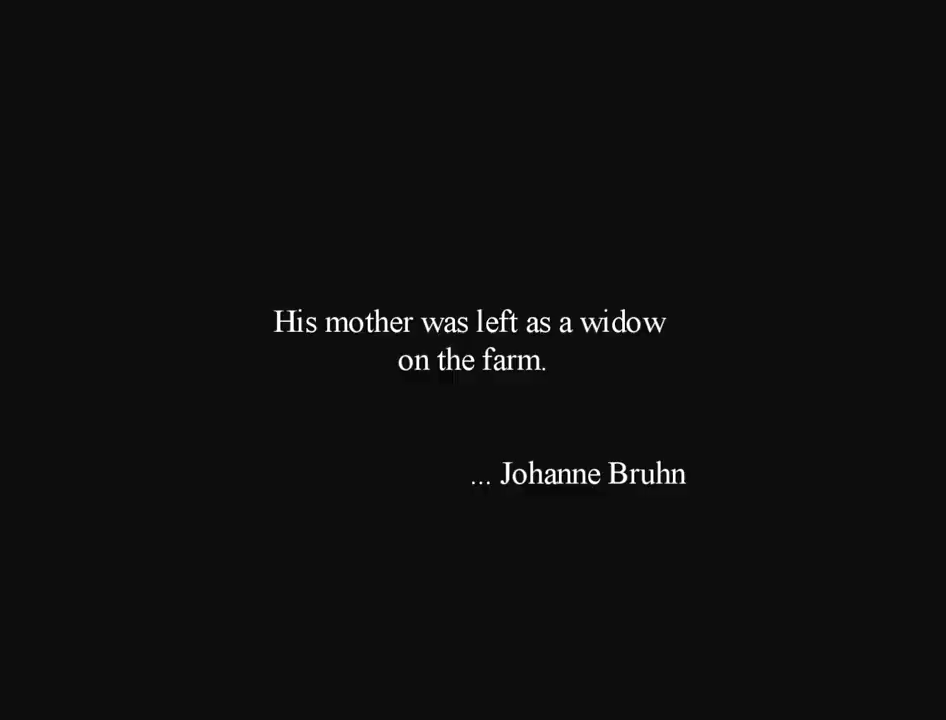 His mother was left as a widow
on the farm.
... Johanne Bruhn